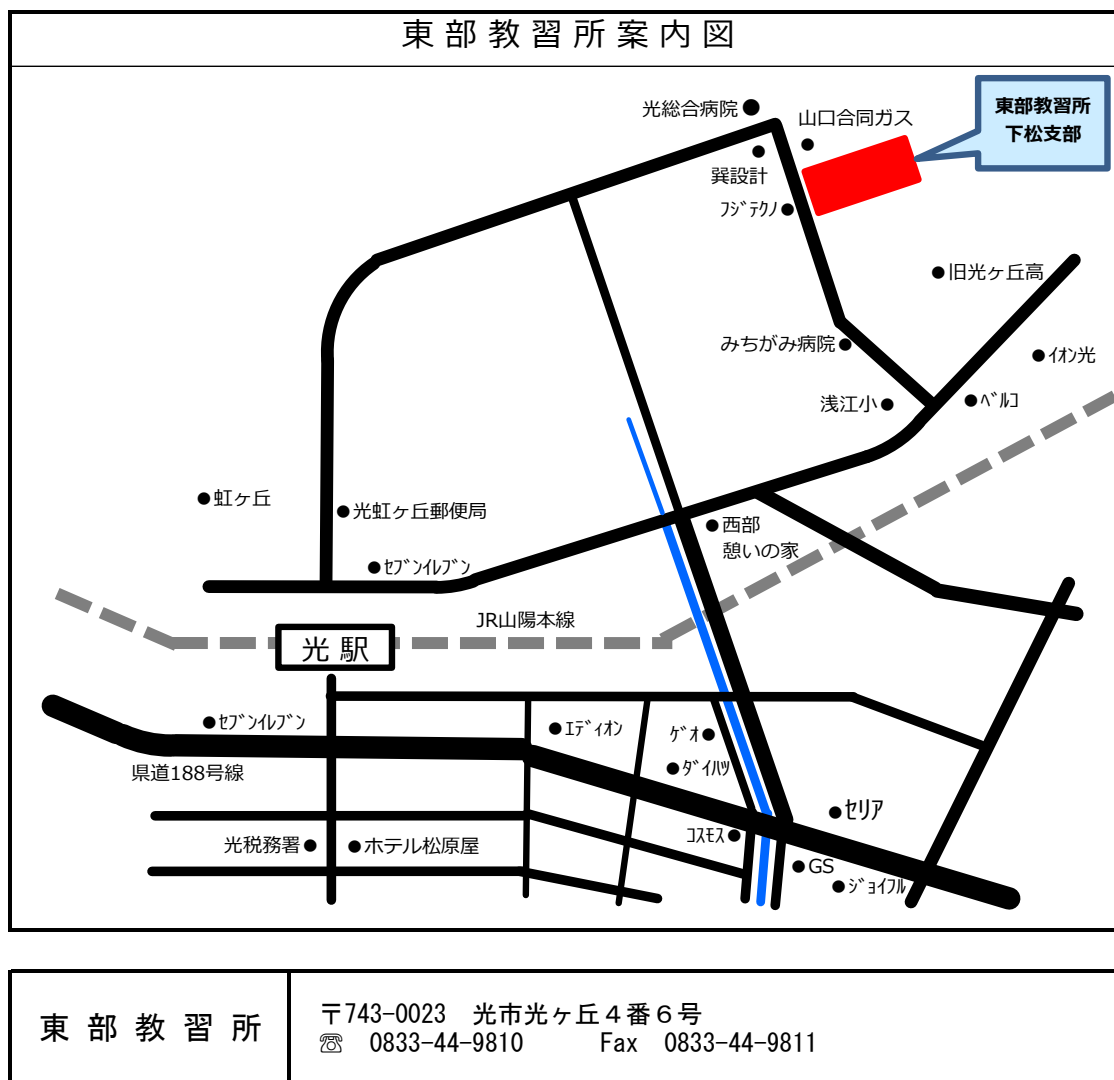 東部教習所案内図
光総合病院
山口合同ガス
東部教習所
下松支部
巽設計
ﾌｼﾞﾃｸﾉ
旧光ヶ丘高
みちがみ病院
ｲｵﾝ光
浅江小
ﾍﾞﾙｺ
虹ヶ丘
光虹ヶ丘郵便局
西部
憩いの家
ｾﾌﾞﾝｲﾚﾌﾞﾝ
JR山陽本線
光駅
ｾﾌﾞﾝｲﾚﾌﾞﾝ
ｴﾃﾞｨｵﾝ
ｹﾞｵ
県道188号線
ﾀﾞｲﾊﾂ
セリア
ｺｽﾓｽ
光税務署
ホテル松原屋
GS
ｼﾞｮｲﾌﾙ
東部教習所
〒743-0023　光市光ヶ丘４番６号
☏　0833-44-9810　Fax　0833-44-9811